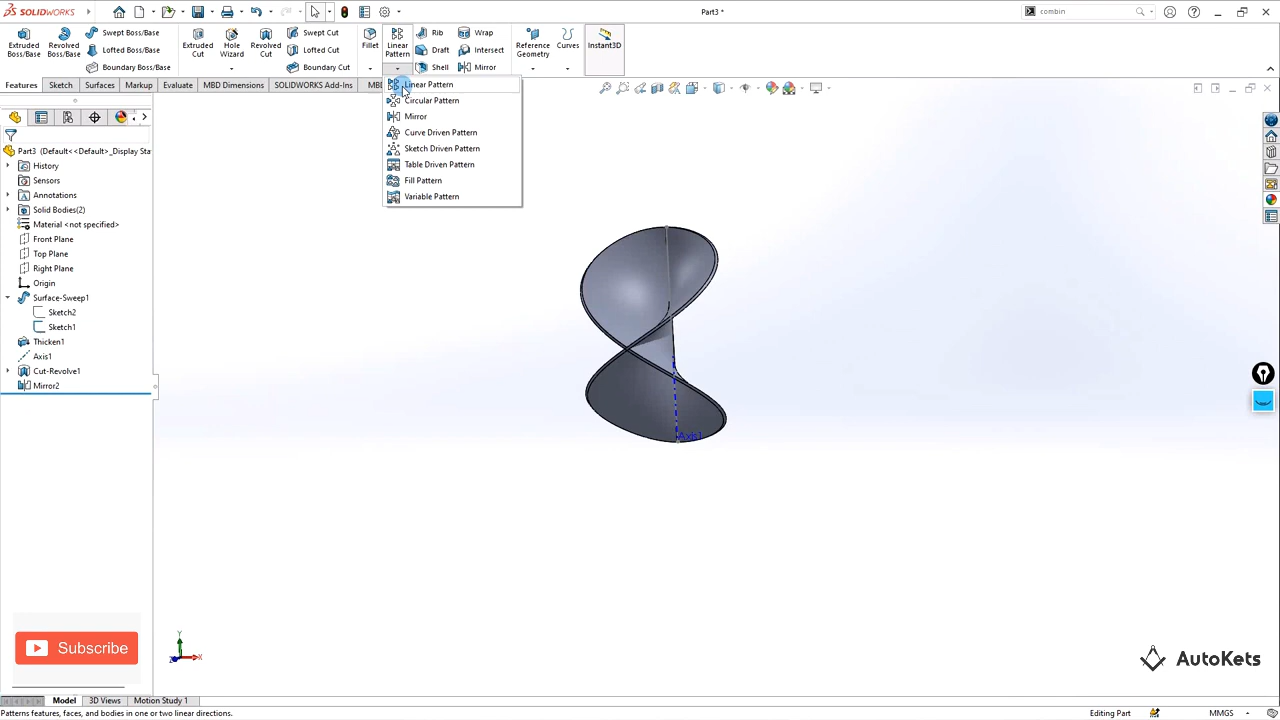 SOLIDWORKS
Part3 *
combin
Extruded Boss/Base
Revolved Boss/Base
Swept Boss/Base
Lofted Boss/Base
Boundary Boss/Base
Extruded Cut
Hole Wizard
Revolved Cut
Swept Cut
Lofted Cut
Boundary Cut
Fillet
Linear Pattern
Rib
Draft
Shell
Wrap
Intersect
Mirror
Reference Geometry
Curves
Instant3D
Features
Sketch
Surfaces
Markup
Evaluate
MBD Dimensions
SOLIDWORKS Add-Ins
Linear Pattern
Circular Pattern
Mirror
Curve Driven Pattern
Sketch Driven Pattern
Table Driven Pattern
Fill Pattern
Variable Pattern
Part3 (Default<<Default>_Display Sta
History
Sensors
Annotations
Solid Bodies(2)
Material <not specified>
Front Plane
Top Plane
Right Plane
Origin
Surface-Sweep1
Sketch2
Sketch1
Thicken1
Axis1
Cut-Revolve1
Mirror2
Axis1
Y
X
Z
Subscribe
AutoKets
Model
3D Views
Motion Study 1
Patterns features, faces, and bodies in one or two linear directions.
Editing Part
MMGS